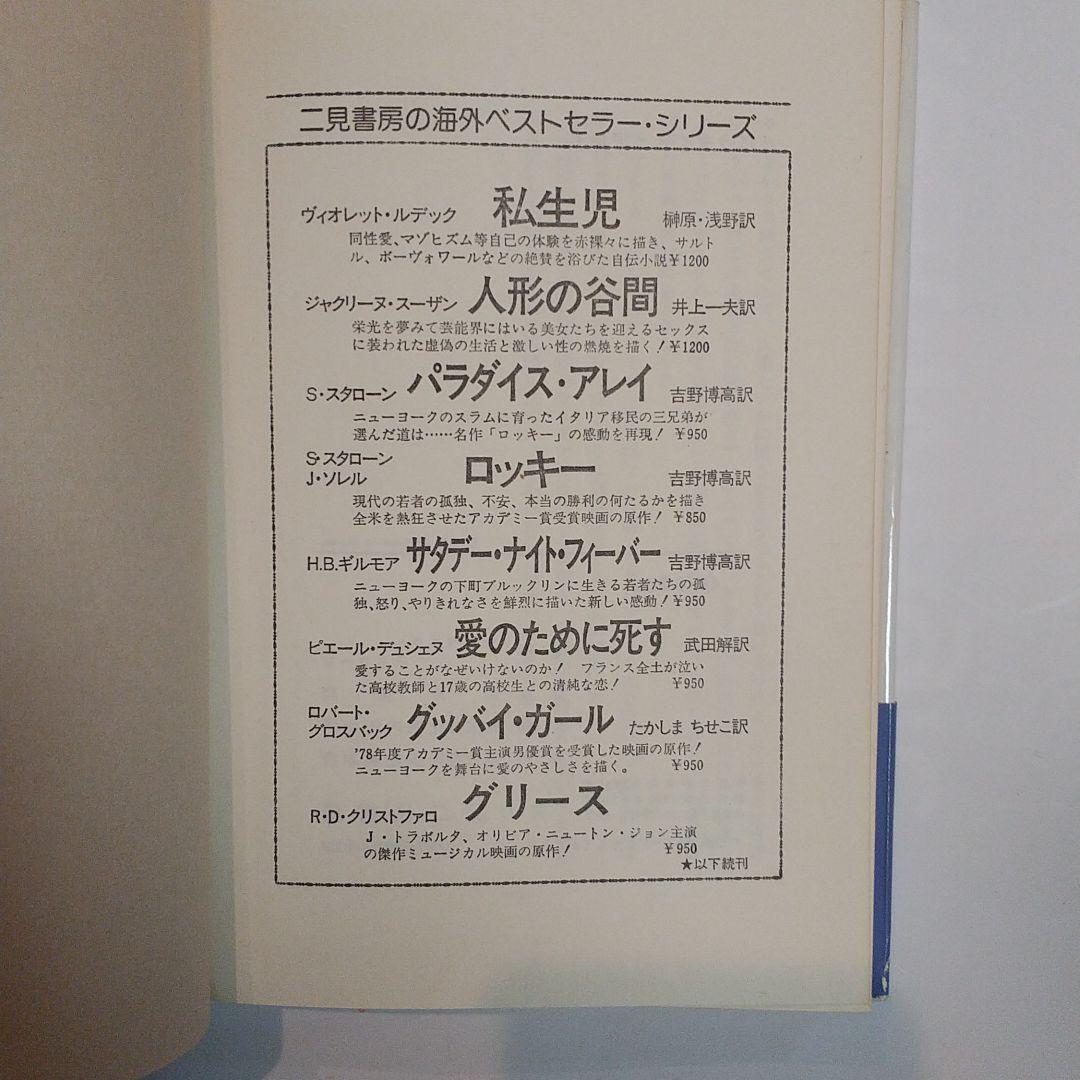 二見書房の海外ベストセラー・シリーズ
ヴィオレット・ルデック 私生児 榊原・浅野訳
同性愛、マゾヒズム等自己の体験を赤裸々に描き、サルト
ル、ボーヴォワールなどの絶賛を浴びた自伝小説¥1200
ジャクリーヌ・スーザン 人形の谷間 井上一夫訳
栄光を夢みて芸能界にはいる美女たちを迎えるセックス
に装われた虚偽の生活と激しい性の燃焼を描く! ¥1200
S・スタローン パラダイス・アレイ 吉野博高訳
ニューヨークのスラムに育ったイタリア移民の三兄弟が
選んだ道は……名作「ロッキー」の感動を再現! ¥950
S・スタローン
J・ソレル ロッキー 吉野博高訳
現代の若者の孤独、不安、本当の勝利の何たるかを描き
全米を熱狂させたアカデミー賞受賞映画の原作! ¥850
H.B.ギルモア サタデー・ナイト・フィーバー 吉野博高訳
ニューヨークの下町ブルックリンに生きる若者たちの孤
独、怒り、やりきれなさを鮮烈に描いた新しい感動! ¥950
ピエール・デュシェヌ 愛のために死す 武田解訳
愛することがなぜいけないのか! フランス全土が泣い
た高校教師と17歳の高校生との清純な恋! ¥950
ロバート・
グロスバック グッバイ・ガール たかしま ちせこ訳
'78年度アカデミー賞主演男優賞を受賞した映画の原作!
ニューヨークを舞台に愛のやさしさを描く。 ¥950
R・D・クリストファロ グリース
J・トラボルタ、オリビア・ニュートン・ジョン主演
の傑作ミュージカル映画の原作! ¥950
★以下続刊